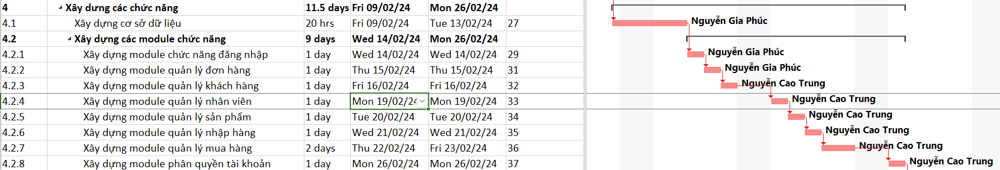 4 Xây dưng các chức năng 11.5 days Fri 09/02/24 Mon 26/02/24
4.1 Xây dựng cơ sở dữ liệu 20 hrs Fri 09/02/24 Tue 13/02/24 27 Nguyễn Gia Phúc
4.2 Xây dựng các module chức năng 9 days Wed 14/02/24 Mon 26/02/24
4.2.1 Xây dựng module chức năng đăng nhập 1 day Wed 14/02/24 Wed 14/02/24 29 Nguyễn Gia Phúc
4.2.2 Xây dựng module quản lý đơn hàng 1 day Thu 15/02/24 Thu 15/02/24 31 Nguyễn Gia Phúc
4.2.3 Xây dựng module quản lý khách hàng 1 day Fri 16/02/24 Fri 16/02/24 32 Nguyễn Cao Trung
4.2.4 Xây dựng module quản lý nhân viên 1 day Mon 19/02/24 Mon 19/02/24 33 Nguyễn Cao Trung
4.2.5 Xây dựng module quản lý sản phẩm 1 day Tue 20/02/24 Tue 20/02/24 34 Nguyễn Cao Trung
4.2.6 Xây dựng module quản lý nhập hàng 1 day Wed 21/02/24 Wed 21/02/24 35 Nguyễn Cao Trung
4.2.7 Xây dựng module quản lý mua hàng 2 days Thu 22/02/24 Fri 23/02/24 36 Nguyễn Cao Trung
4.2.8 Xây dựng module phân quyền tài khoản 1 day Mon 26/02/24 Mon 26/02/24 37 Nguyễn Cao Trung